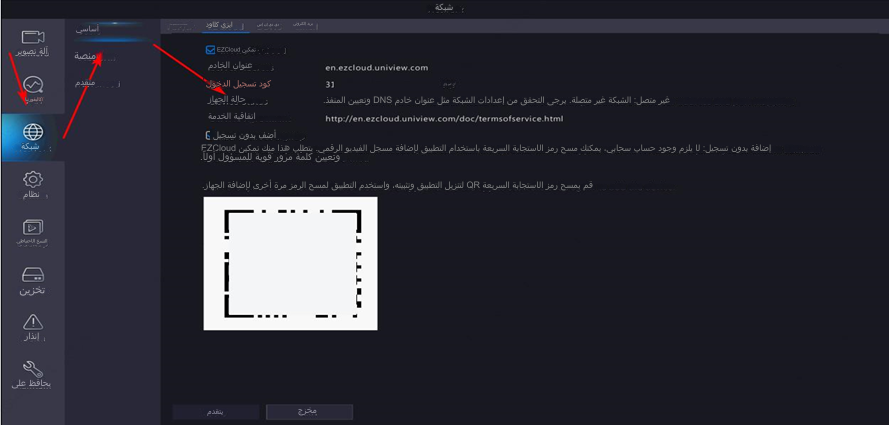 شبكة
ايزي كلاود
آلة تصوير
شبكة
نظام
تخزين
إنذار
يحافظ على
أساسي
منصة
متقدم
تمكين EZCloud
عنوان الخادم
en.ezcloud.uniview.com
كود تسجيل الدخول
31
حالة الجهاز
غير متصل: الشبكة غير متصلة. يرجى التحقق من إعدادات الشبكة مثل عنوان خادم DNS وتعيين المنفذ.
اتفاقية الخدمة
http://en.ezcloud.uniview.com/doc/termsofservice.html
أضف بدون تسجيل
إضافة بدون تسجيل: لا يلزم وجود حساب سحابي. يمكنك مسح رمز الاستجابة السريعة باستخدام التطبيق لإضافة مسجل الفيديو الرقمي. يتطلب هذا منك تمكين EZCloud
وتعيين كلمة مرور قوية للمسؤول أولاً.
قم بمسح رمز الاستجابة السريعة QR لتنزيل التطبيق وتثبيته. واستخدم التطبيق لمسح الرمز مرة أخرى لإضافة الجهاز.
يتقدم
مخرج